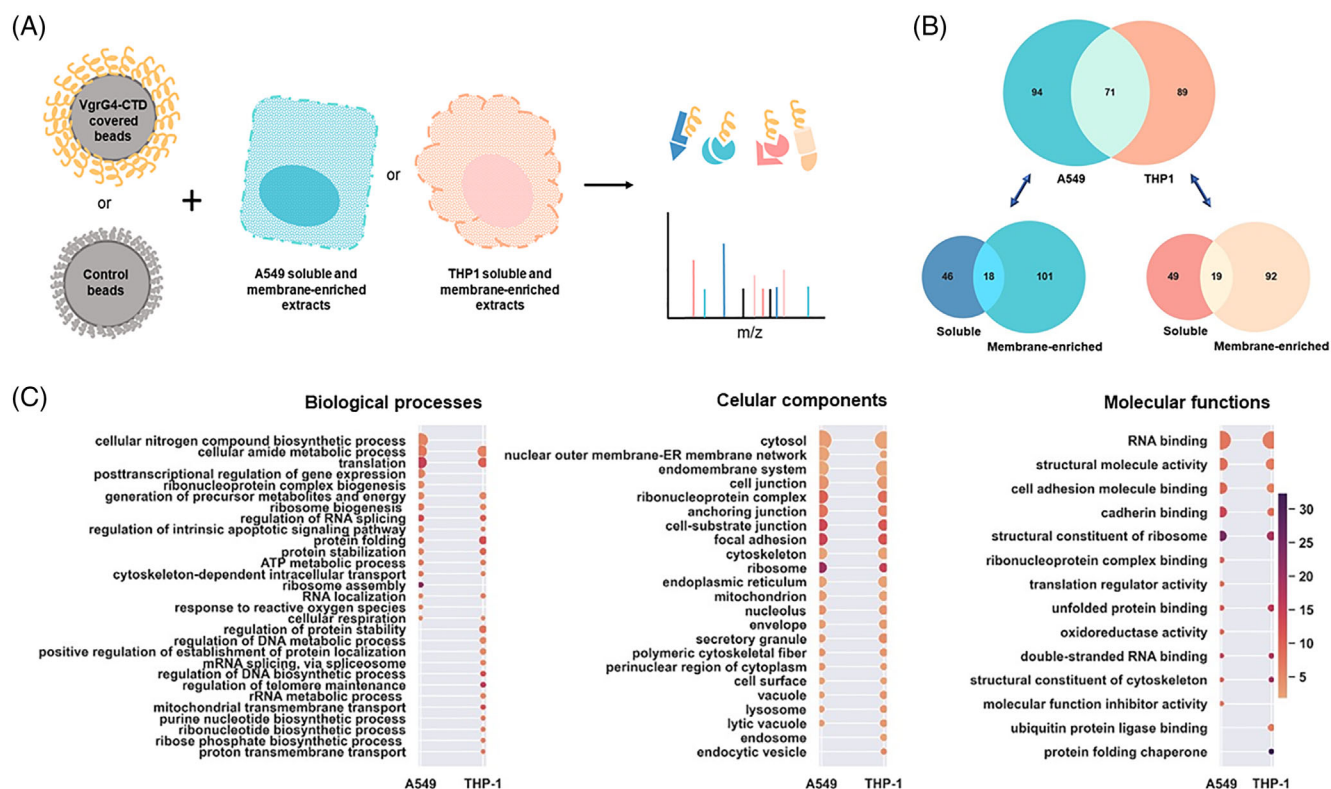 (A)
VgrG4-CTD
covered
beads
or
Control
beads
+
or
A549 soluble and
membrane-enriched
extracts
THP1 soluble and
membrane-enriched
extracts
m/z
(B)
94
71
89
A549
THP1
46
18
101
Soluble
Membrane-enriched
49
19
92
Soluble
Membrane-enriched
(C)
Biological processes
cellular nitrogen compound biosynthetic process
cellular amide metabolic process
translation
posttranscriptional regulation of gene expression
ribonucleoprotein complex biogenesis
generation of precursor metabolites and energy
ribosome biogenesis
regulation of RNA splicing
regulation of intrinsic apoptotic signaling pathway
protein folding
protein stabilization
ATP metabolic process
cytoskeleton-dependent intracellular transport
ribosome assembly
RNA localization
response to reactive oxygen species
cellular respiration
regulation of protein stability
regulation of DNA metabolic process
positive regulation of establishment of protein localization
mRNA splicing, via spliceosome
regulation of DNA biosynthetic process
regulation of telomere maintenance
rRNA metabolic process
mitochondrial transmembrane transport
purine nucleotide biosynthetic process
ribonucleotide biosynthetic process
ribose phosphate biosynthetic process
proton transmembrane transport
A549
THP-1
Celular components
cytosol
nuclear outer membrane-ER membrane network
endomembrane system
cell junction
ribonucleoprotein complex
anchoring junction
cell-substrate junction
focal adhesion
cytoskeleton
ribosome
endoplasmic reticulum
mitochondrion
nucleolus
envelope
secretory granule
polymeric cytoskeletal fiber
perinuclear region of cytoplasm
cell surface
vacuole
lysosome
lytic vacuole
endosome
endocytic vesicle
A549
THP-1
Molecular functions
RNA binding
structural molecule activity
cell adhesion molecule binding
cadherin binding
structural constituent of ribosome
ribonucleoprotein complex binding
translation regulator activity
unfolded protein binding
oxidoreductase activity
double-stranded RNA binding
structural constituent of cytoskeleton
molecular function inhibitor activity
ubiquitin protein ligase binding
protein folding chaperone
A549
THP-1
30
25
20
15
10
5